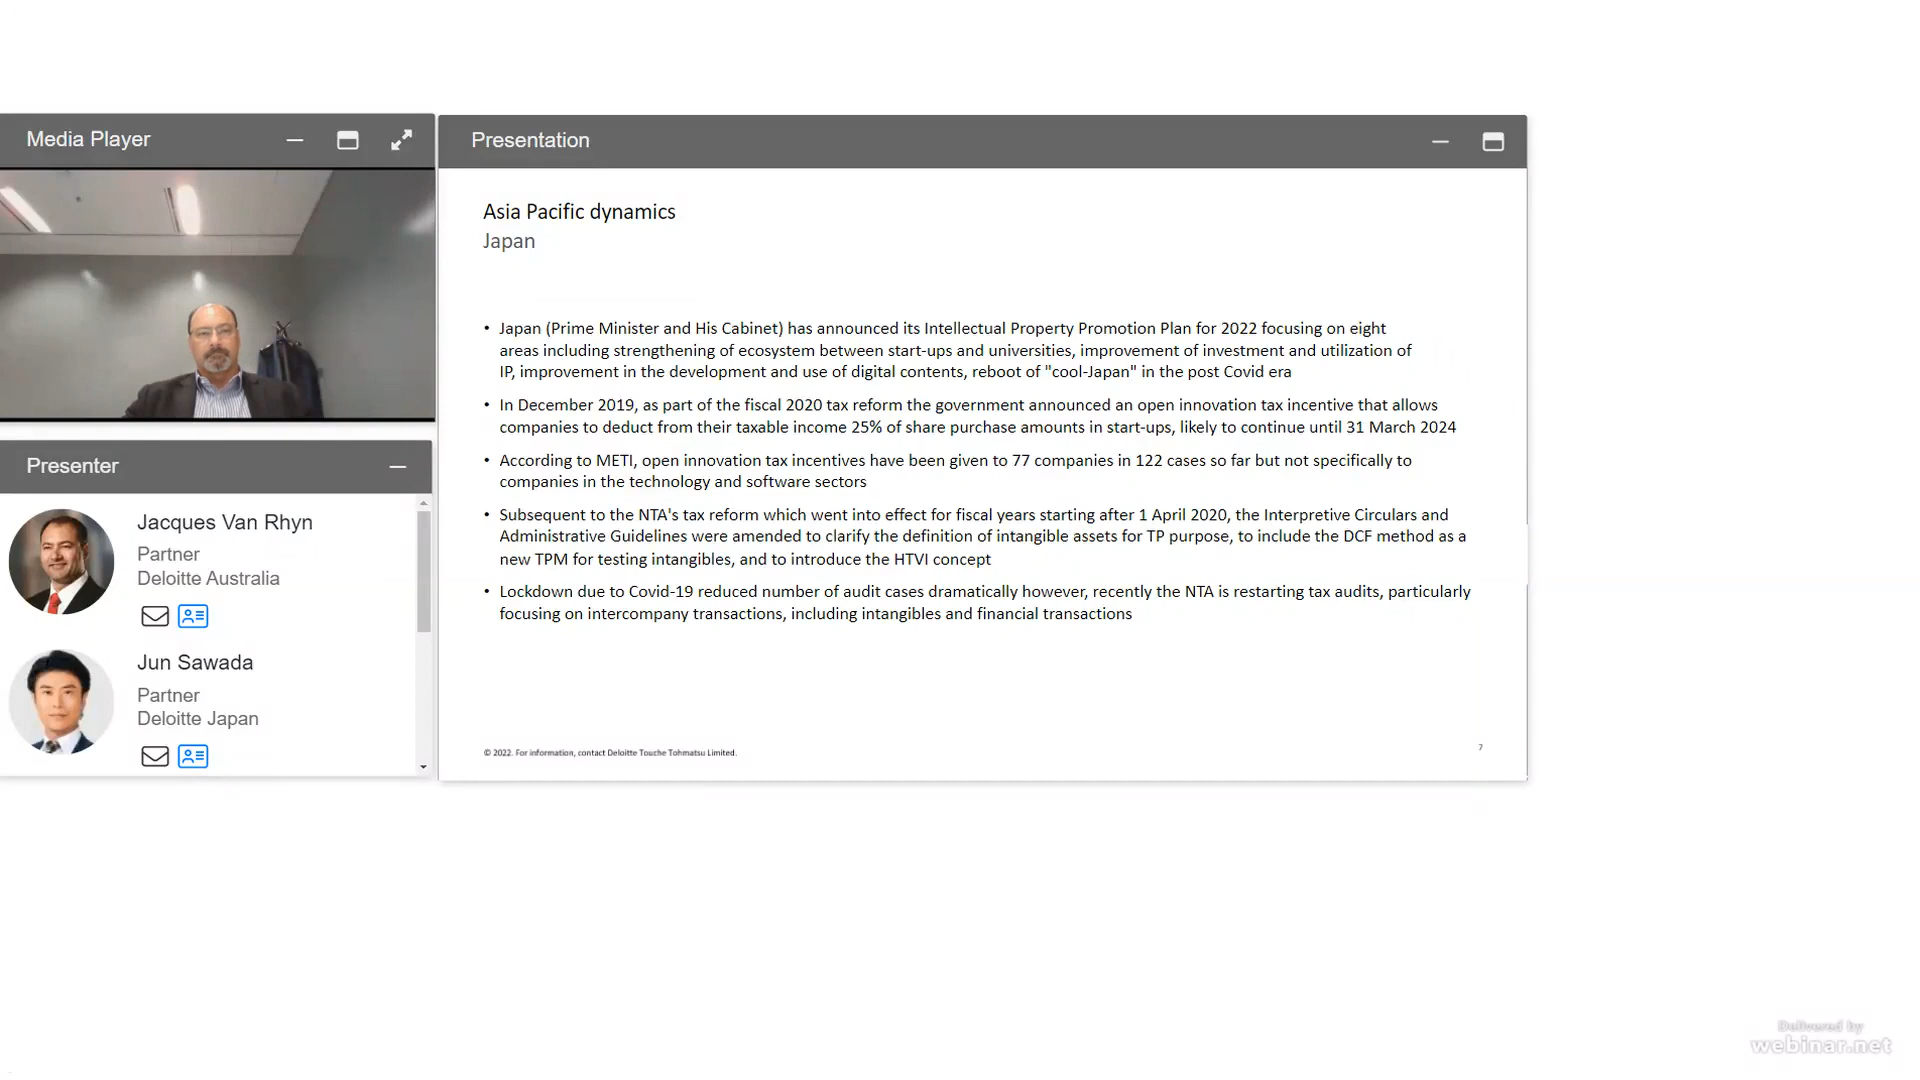 Media Player
Presentation
Asia Pacific dynamics
Japan
• Japan (Prime Minister and His Cabinet) has announced its Intellectual Property Promotion Plan for 2022 focusing on eight
areas including strengthening of ecosystem between start-ups and universities, improvement of investment and utilization of
IP, improvement in the development and use of digital contents, reboot of "cool-Japan" in the post Covid era
• In December 2019, as part of the fiscal 2020 tax reform the government announced an open innovation tax incentive that allows
companies to deduct from their taxable income 25% of share purchase amounts in start-ups, likely to continue until 31 March 2024
• According to METI, open innovation tax incentives have been given to 77 companies in 122 cases so far but not specifically to
companies in the technology and software sectors
• Subsequent to the NTA's tax reform which went into effect for fiscal years starting after 1 April 2020, the Interpretive Circulars and
Administrative Guidelines were amended to clarify the definition of intangible assets for TP purpose, to include the DCF method as a
new TPM for testing intangibles, and to introduce the HTVI concept
• Lockdown due to Covid-19 reduced number of audit cases dramatically however, recently the NTA is restarting tax audits, particularly
focusing on intercompany transactions, including intangibles and financial transactions
© 2022. For information, contact Deloitte Touche Tohmatsu Limited.
7
Presenter
Jacques Van Rhyn
Partner
Deloitte Australia
Jun Sawada
Partner
Deloitte Japan
Delivered by
webinar.net